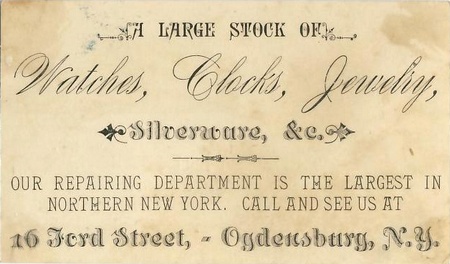 A LARGE STOCK OF
Watches, Clocks, Jewelry,
Silverware, &c.
OUR REPAIRING DEPARTMENT IS THE LARGEST IN
NORTHERN NEW YORK. CALL AND SEE US AT
16 Ford Street, - Ogdensburg, N.Y.